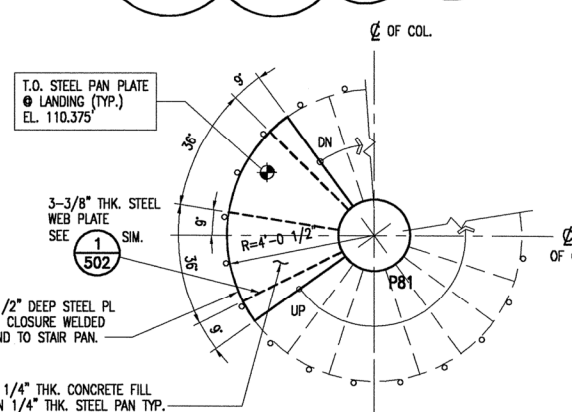 ℄ OF COL.
T.O. STEEL PAN PLATE
@ LANDING (TYP.)
EL. 110.375'
9°
DN
36°
3-3/8" THK. STEEL
WEB PLATE
SEE 1 SIM.
502
9°
R=4'-0 1/2"
℄
OF
36°
P81
/2" DEEP STEEL PL
CLOSURE WELDED
ND TO STAIR PAN.
UP
9°
1/4" THK. CONCRETE FILL
N 1/4" THK. STEEL PAN TYP.